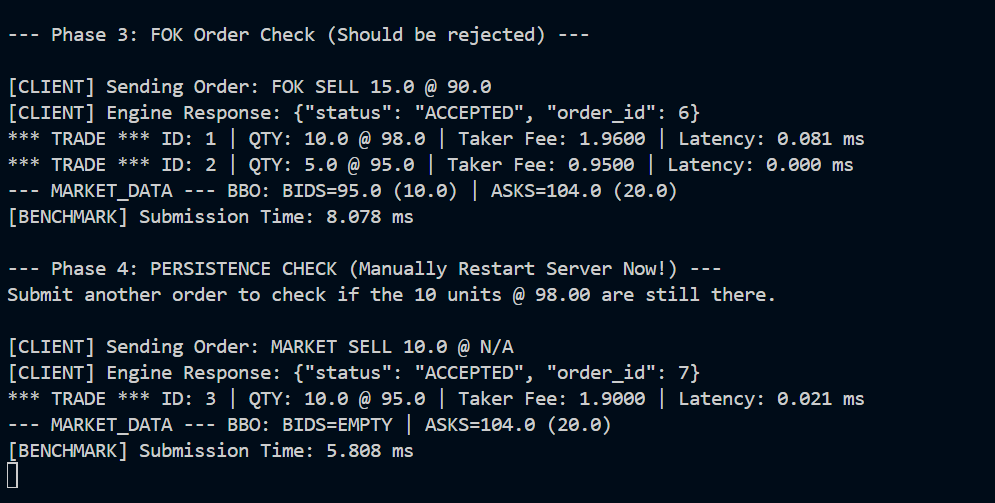 --- Phase 3: FOK Order Check (Should be rejected) ---
[CLIENT] Sending Order: FOK SELL 15.0 @ 90.0
[CLIENT] Engine Response: {"status": "ACCEPTED", "order_id": 6}
*** TRADE *** ID: 1 | QTY: 10.0 @ 98.0 | Taker Fee: 1.9600 | Latency: 0.081 ms
*** TRADE *** ID: 2 | QTY: 5.0 @ 95.0 | Taker Fee: 0.9500 | Latency: 0.000 ms
--- MARKET_DATA --- BBO: BIDS=95.0 (10.0) | ASKS=104.0 (20.0)
[BENCHMARK] Submission Time: 8.078 ms
--- Phase 4: PERSISTENCE CHECK (Manually Restart Server Now!) ---
Submit another order to check if the 10 units @ 98.00 are still there.
[CLIENT] Sending Order: MARKET SELL 10.0 @ N/A
[CLIENT] Engine Response: {"status": "ACCEPTED", "order_id": 7}
*** TRADE *** ID: 3 | QTY: 10.0 @ 95.0 | Taker Fee: 1.9000 | Latency: 0.021 ms
--- MARKET_DATA --- BBO: BIDS=EMPTY | ASKS=104.0 (20.0)
[BENCHMARK] Submission Time: 5.808 ms